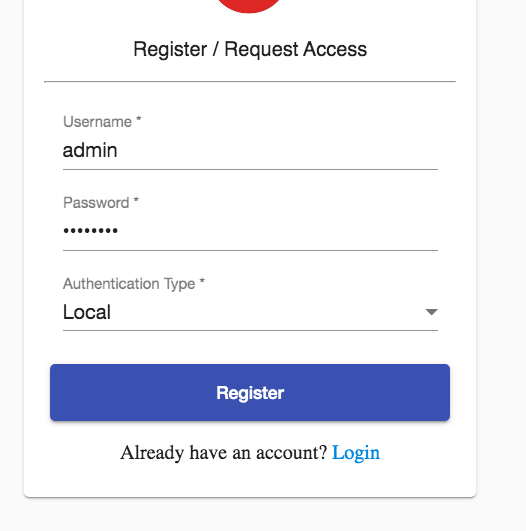 Register / Request Access
Username *
admin
Password *
••••••••
Authentication Type *
Local
Register
Already have an account? Login